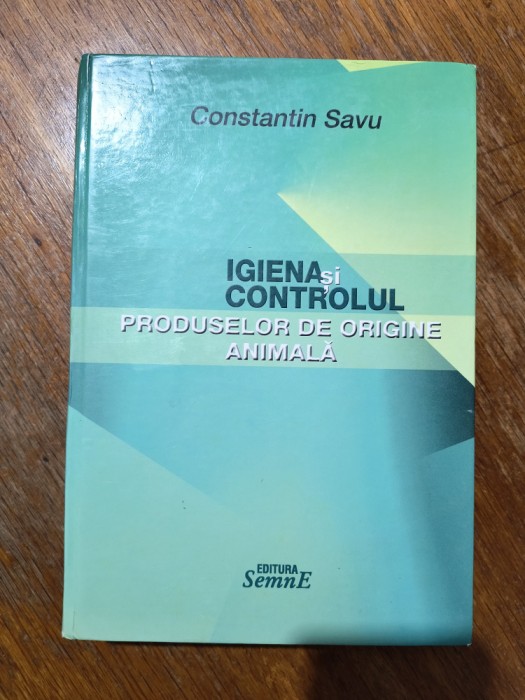 Constantin Savu
IGIENA și
CONTROLUL
PRODUSELOR DE ORIGINE
ANIMALĂ
EDITURA
SemnE